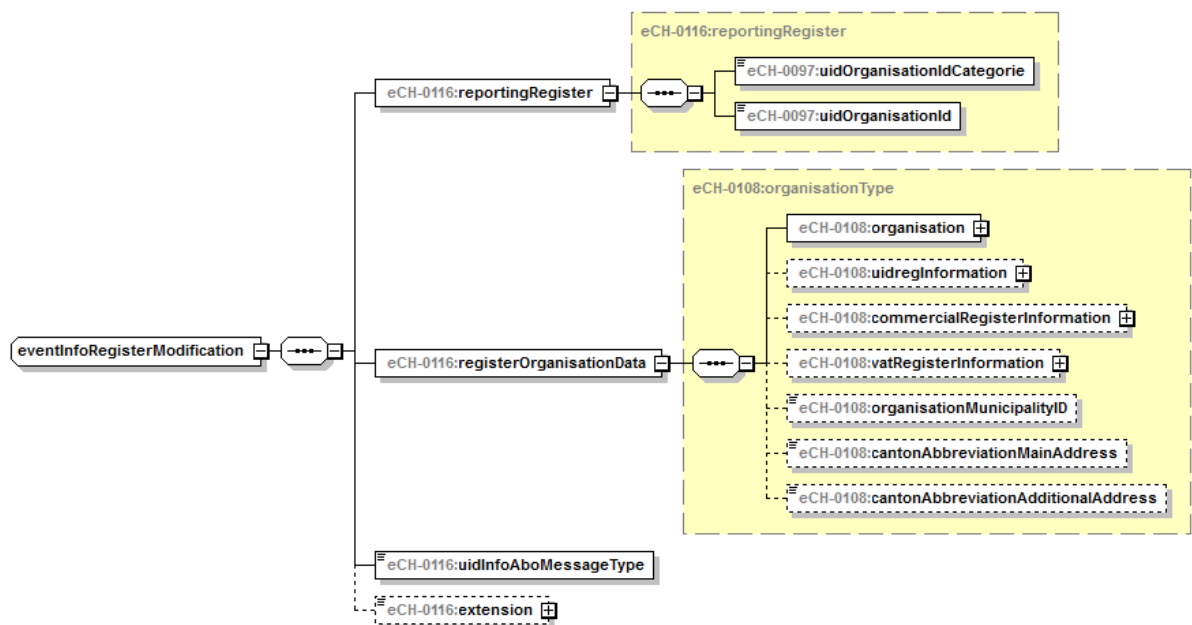 eCH-0116:reportingRegister
eCH-0097:uidOrganisationIdCategorie
eCH-0116:reportingRegister
eCH-0097:uidOrganisationId
eCH-0108:organisationType
eCH-0108:organisation
eCH-0108:uidregInformation
eCH-0108:commercialRegisterInformation
eventInfoRegisterModification
eCH-0116:registerOrganisationData
eCH-0108:vatRegisterInformation
eCH-0108:organisationMunicipalityID
eCH-0108:cantonAbbreviationMainAddress
eCH-0108:cantonAbbreviationAdditionalAddress
eCH-0116:uidInfoAboMessageType
eCH-0116:extension